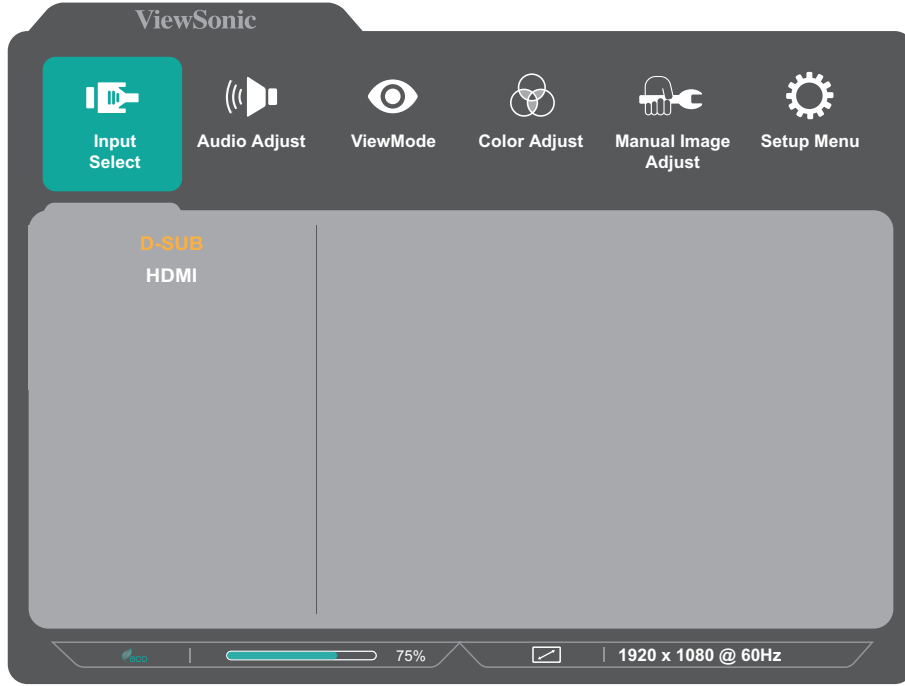 ViewSonic
Input
Select
Audio Adjust
ViewMode
Color Adjust
Manual Image
Adjust
Setup Menu
D-SUB
HDMI
eco
75%
1920 x 1080 @ 60Hz